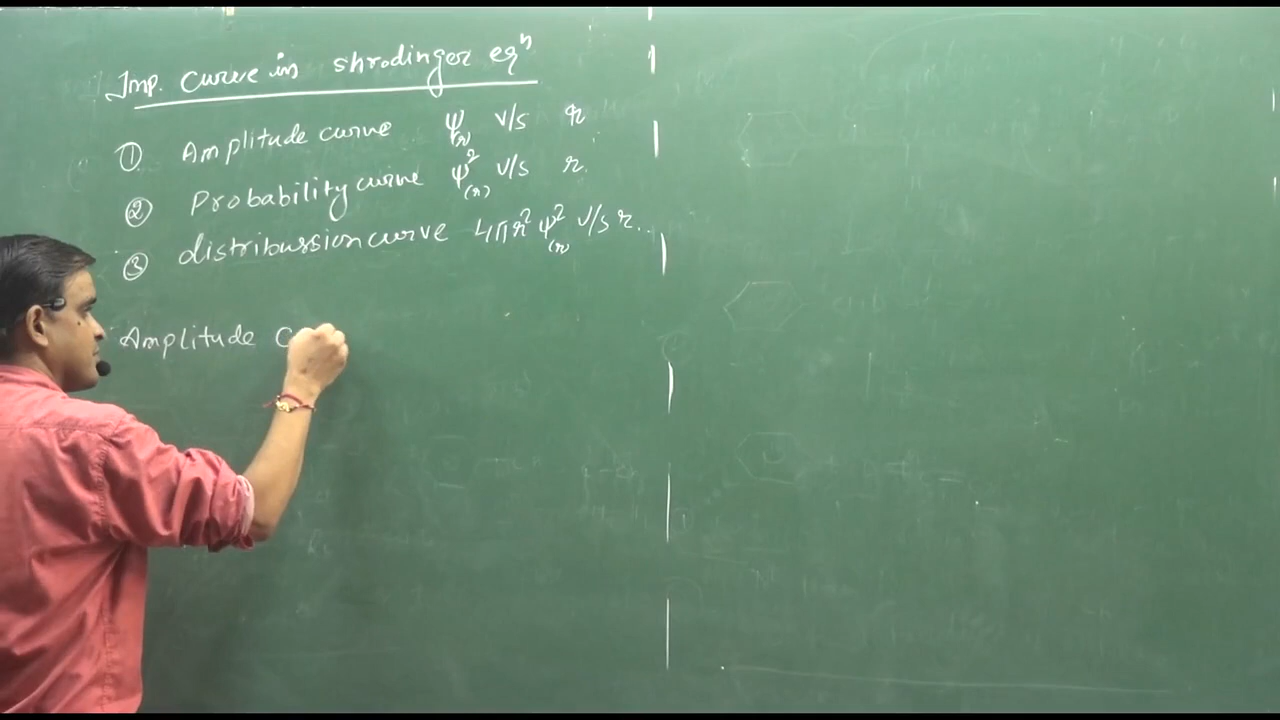 Imp. curve in shrodinger eqⁿ
① Amplitude curve ψ(r) v/s r
② Probability curve ψ²(r) v/s r.
③ distribussion curve 4πr² ψ²(r) v/s r..
Amplitude C